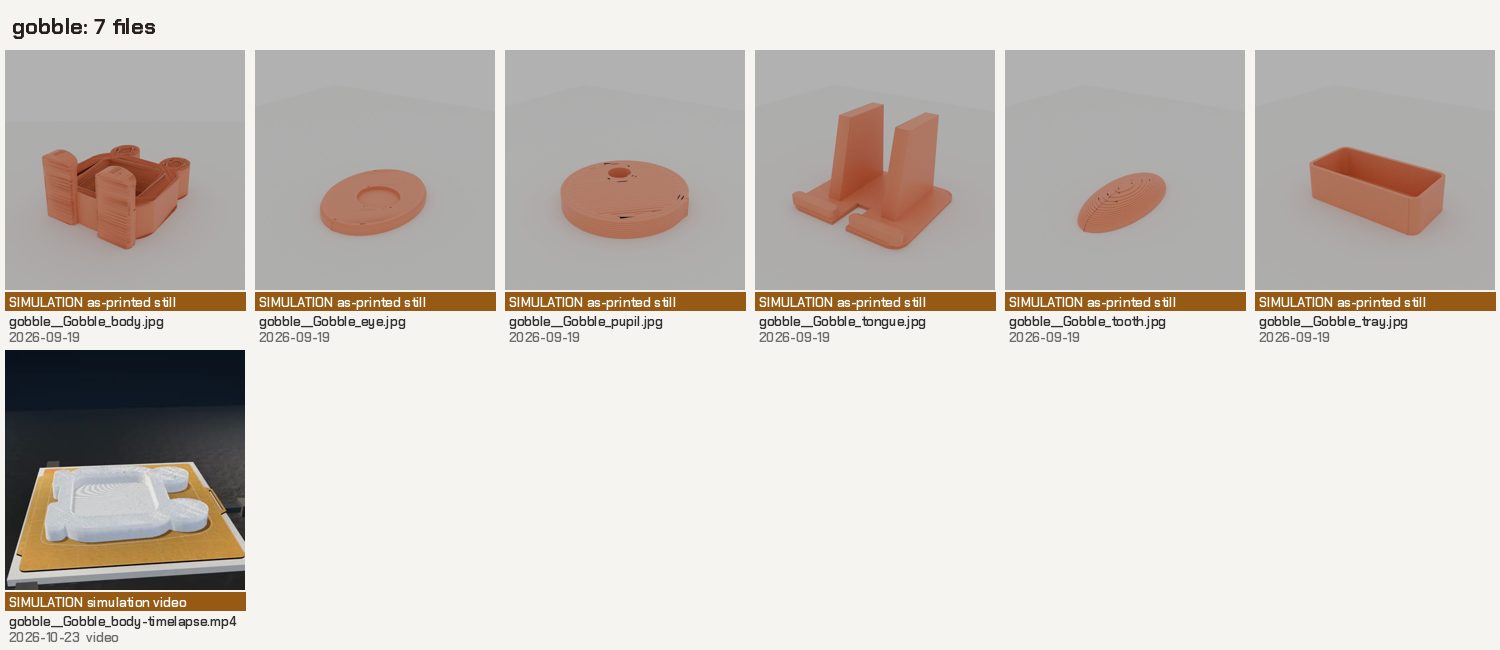 gobble: 7 files
SIMULATION as-printed still
gobble__Gobble_body.jpg
2026-09-19
SIMULATION as-printed still
gobble__Gobble_eye.jpg
2026-09-19
SIMULATION as-printed still
gobble__Gobble_pupil.jpg
2026-09-19
SIMULATION as-printed still
gobble__Gobble_tongue.jpg
2026-09-19
SIMULATION as-printed still
gobble__Gobble_tooth.jpg
2026-09-19
SIMULATION as-printed still
gobble__Gobble_tray.jpg
2026-09-19
SIMULATION simulation video
gobble__Gobble_body-timelapse.mp4
2026-10-23 video